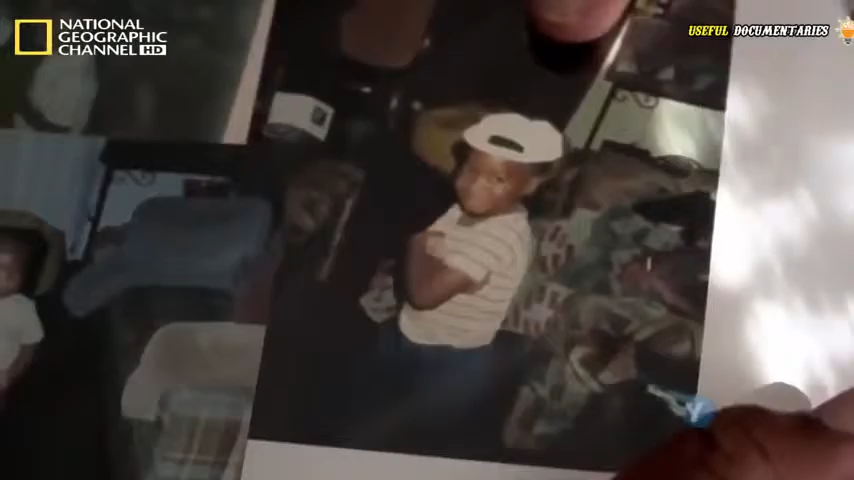 NATIONAL
GEOGRAPHIC
CHANNEL HD
USEFUL DOCUMENTARIES